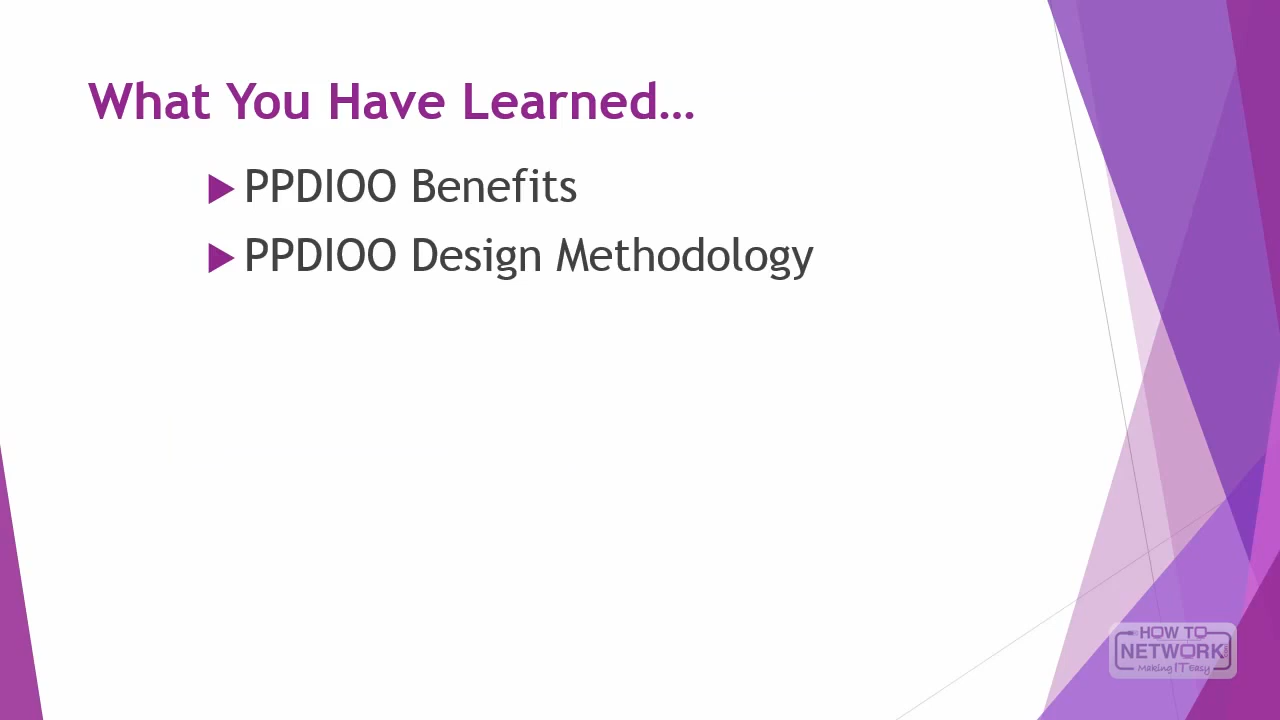 What You Have Learned...
PPDIOO Benefits
PPDIOO Design Methodology
HOW TO
NETWORK
Making IT Easy